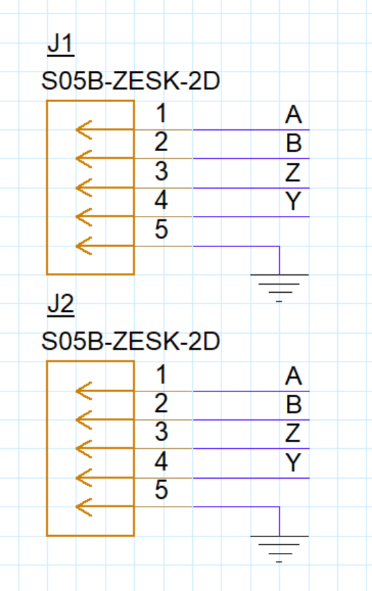 J1
S05B-ZESK-2D
1 A
2 B
3 Z
4 Y
5
J2
S05B-ZESK-2D
1 A
2 B
3 Z
4 Y
5